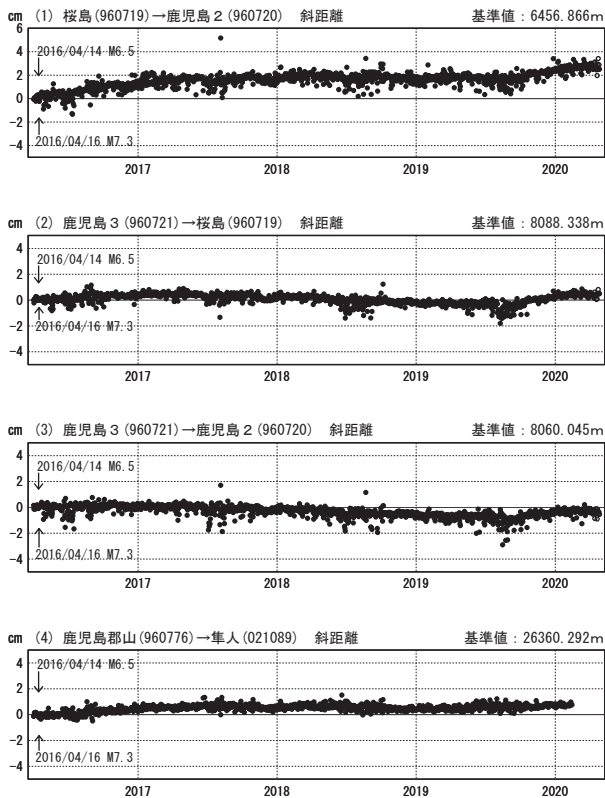 cm (1) 桜島(960719)→鹿児島２(960720) 斜距離 基準値：6456.866ｍ
6
2016/04/14 M6.5
4
2
0
-2
2016/04/16 M7.3
-4
2017 2018 2019 2020
cm (2) 鹿児島３(960721)→桜島(960719) 斜距離 基準値：8088.338ｍ
4
2016/04/14 M6.5
2
0
2016/04/16 M7.3
-2
-4
2017 2018 2019 2020
cm (3) 鹿児島３(960721)→鹿児島２(960720) 斜距離 基準値：8060.045ｍ
4
2016/04/14 M6.5
2
0
-2
2016/04/16 M7.3
-4
2017 2018 2019 2020
cm (4) 鹿児島郡山(960776)→隼人(021089) 斜距離 基準値：26360.292ｍ
4
2016/04/14 M6.5
2
0
-2
2016/04/16 M7.3
-4
2017 2018 2019 2020